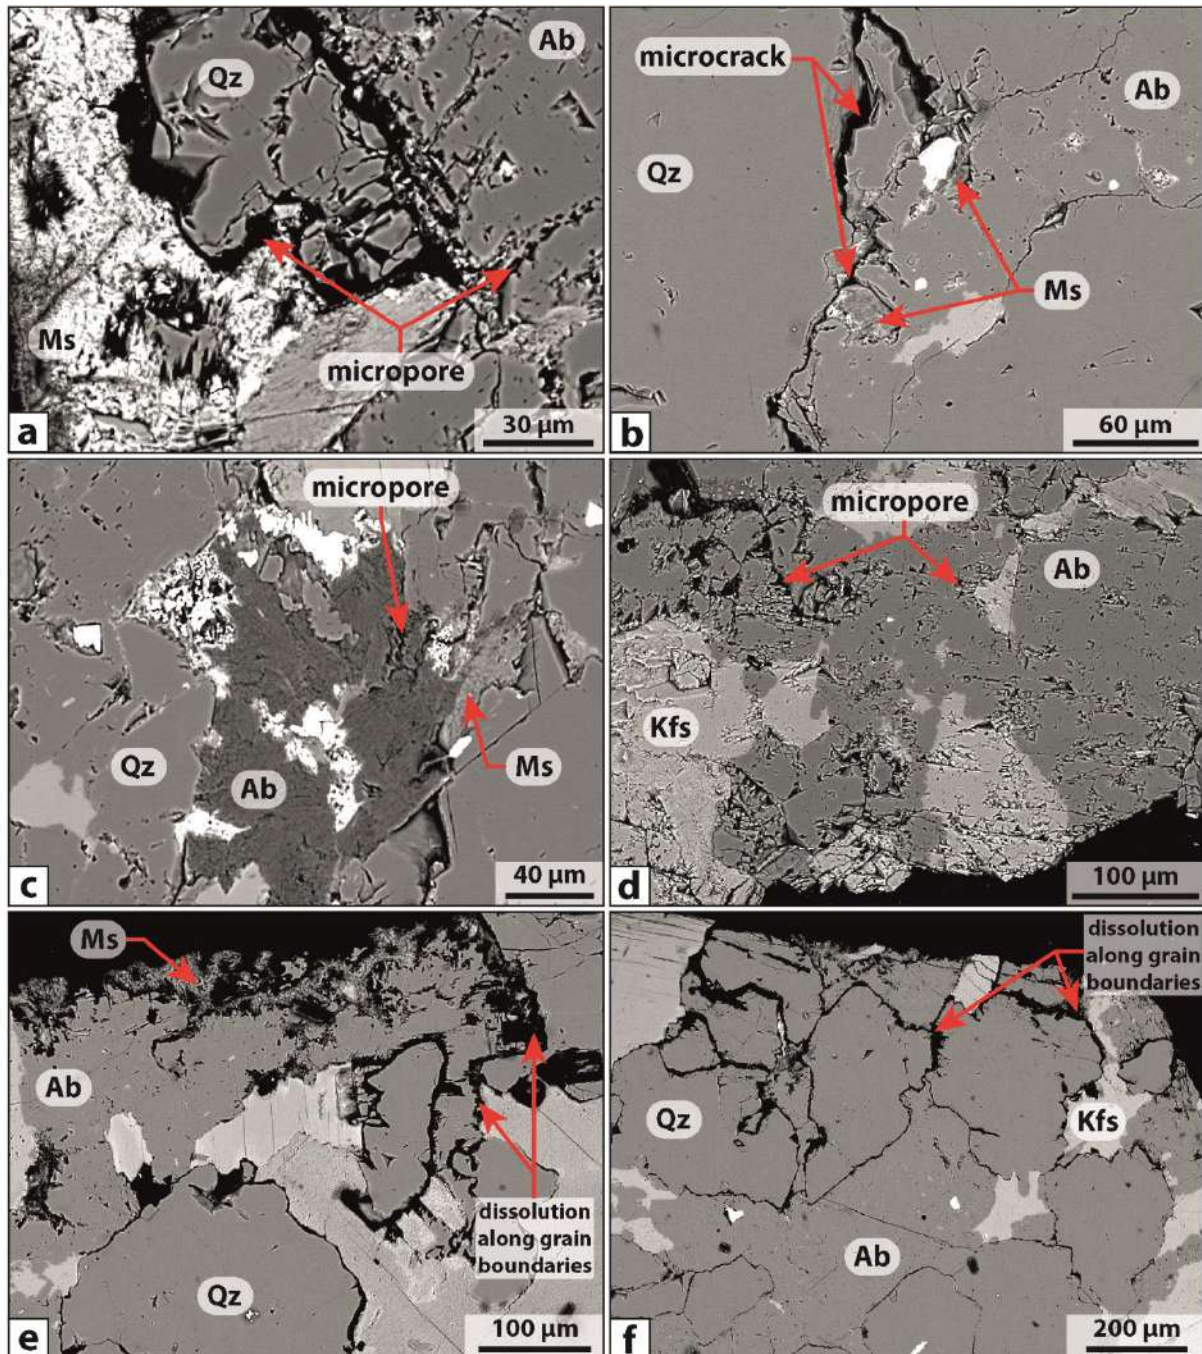 Qz
Ab
Ms
micropore
a
30 µm
microcrack
Ab
Qz
Ms
b
60 µm
micropore
Qz
Ab
Ms
c
40 µm
micropore
Ab
Kfs
d
100 µm
Ms
Ab
dissolution
along grain
boundaries
Qz
e
100 µm
dissolution
along grain
boundaries
Qz
Kfs
Ab
f
200 µm